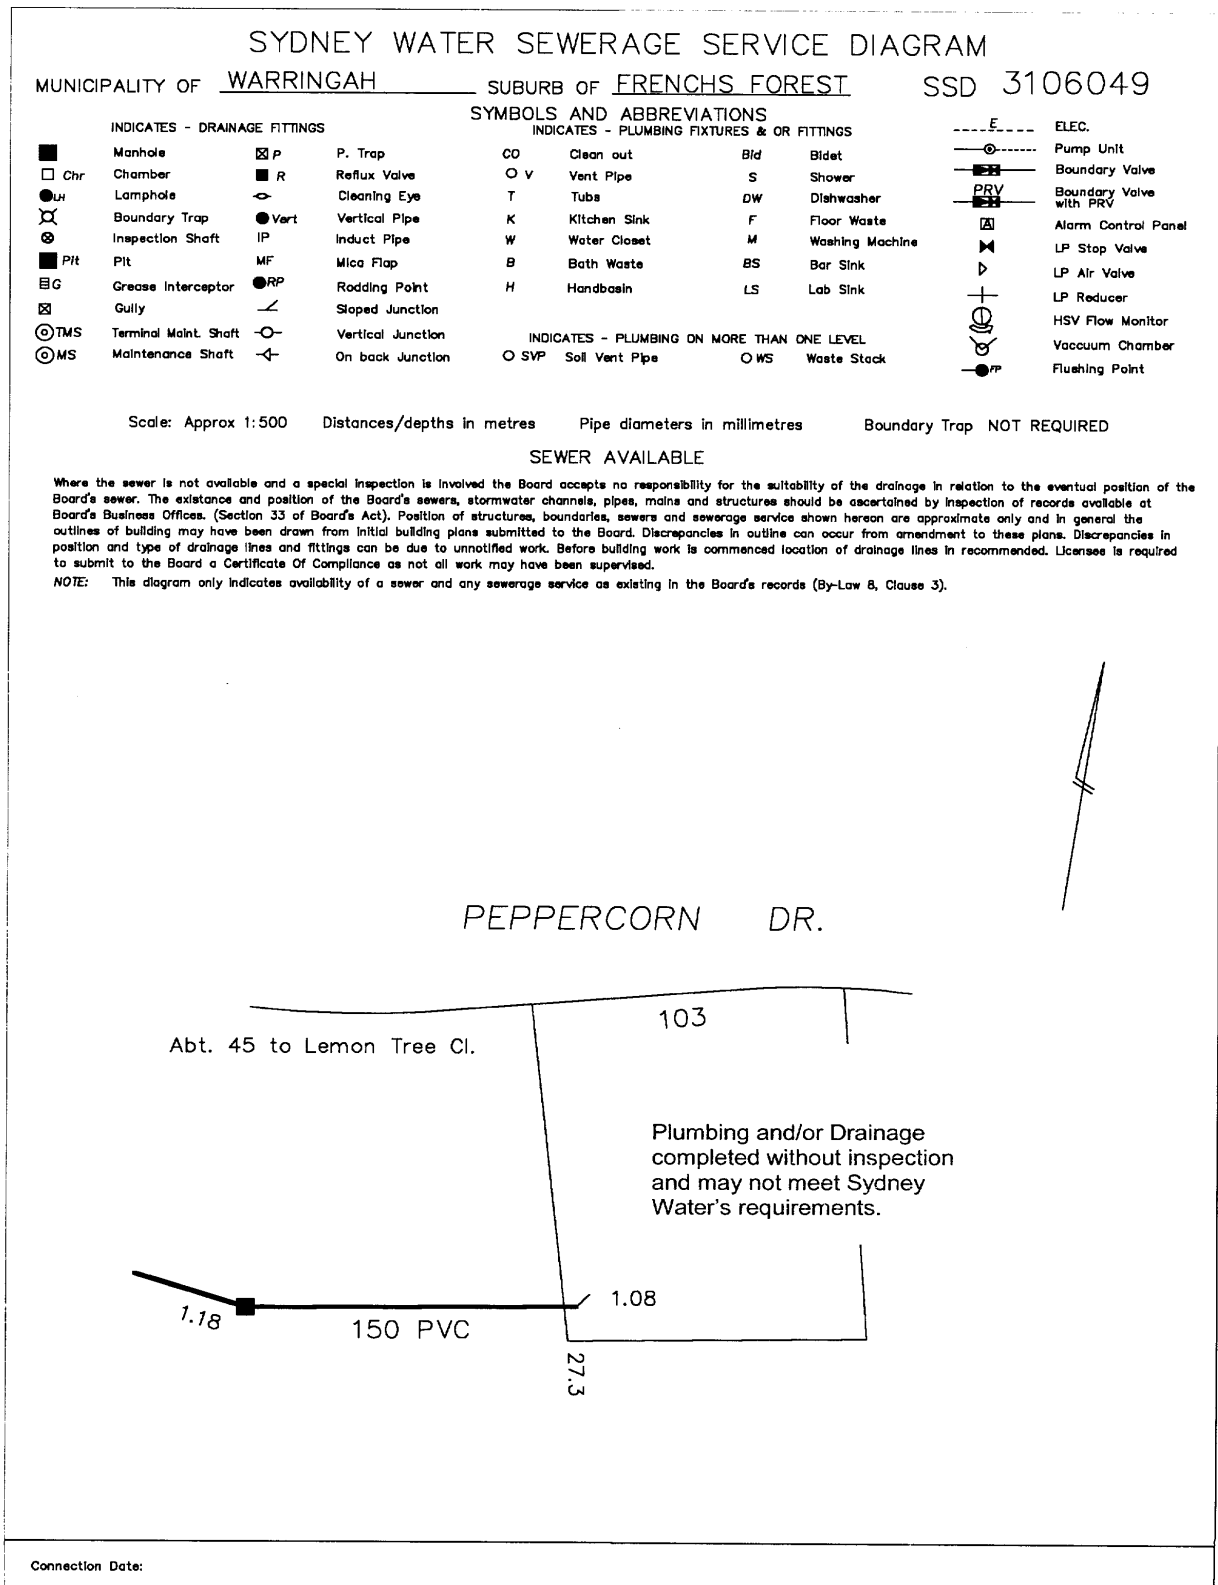 SYDNEY WATER SEWERAGE SERVICE DIAGRAM
MUNICIPALITY OF WARRINGAH SUBURB OF FRENCHS FOREST SSD 3106049
SYMBOLS AND ABBREVIATIONS
INDICATES - DRAINAGE FITTINGS INDICATES - PLUMBING FIXTURES & OR FITTINGS E ELEC.
Manhole P P. Trap CO Clean out Bid Bidet Pump Unit
Chr Chamber R Reflux Valve V Vent Pipe S Shower Boundary Valve
LH Lamphole Cleaning Eye T Tubs DW Dishwasher PRV Boundary Valve with PRV
Boundary Trap Vert Vertical Pipe K Kitchen Sink F Floor Waste A Alarm Control Panel
Inspection Shaft IP Induct Pipe W Water Closet M Washing Machine LP Stop Valve
Pit Pit MF Mica Flap B Bath Waste BS Bar Sink LP Air Valve
G Grease Interceptor RP Rodding Point H Handbasin LS Lab Sink LP Reducer
Gully Sloped Junction HSV Flow Monitor
TMS Terminal Maint. Shaft Vertical Junction INDICATES - PLUMBING ON MORE THAN ONE LEVEL Vaccuum Chamber
MS Maintenance Shaft On back Junction SVP Soil Vent Pipe WS Waste Stack FP Flushing Point
Scale: Approx 1:500 Distances/depths in metres Pipe diameters in millimetres Boundary Trap NOT REQUIRED
SEWER AVAILABLE
Where the sewer is not available and a special inspection is involved the Board accepts no responsibility for the suitability of the drainage in relation to the eventual position of the
Board's sewer. The existance and position of the Board's sewers, stormwater channels, pipes, mains and structures should be ascertained by inspection of records available at
Board's Business Offices. (Section 33 of Board's Act). Position of structures, boundaries, sewers and sewerage service shown hereon are approximate only and in general the
outlines of building may have been drawn from initial building plans submitted to the Board. Discrepancies in outline can occur from amendment to these plans. Discrepancies in
position and type of drainage lines and fittings can be due to unnotified work. Before building work is commenced location of drainage lines in recommended. Licensee is required
to submit to the Board a Certificate Of Compliance as not all work may have been supervised.
NOTE: This diagram only indicates availability of a sewer and any sewerage service as existing in the Board's records (By-Law 8, Clause 3).
PEPPERCORN DR.
103
Abt. 45 to Lemon Tree Cl.
Plumbing and/or Drainage
completed without inspection
and may not meet Sydney
Water's requirements.
1.08
1.18
150 PVC
27.3
Connection Date: